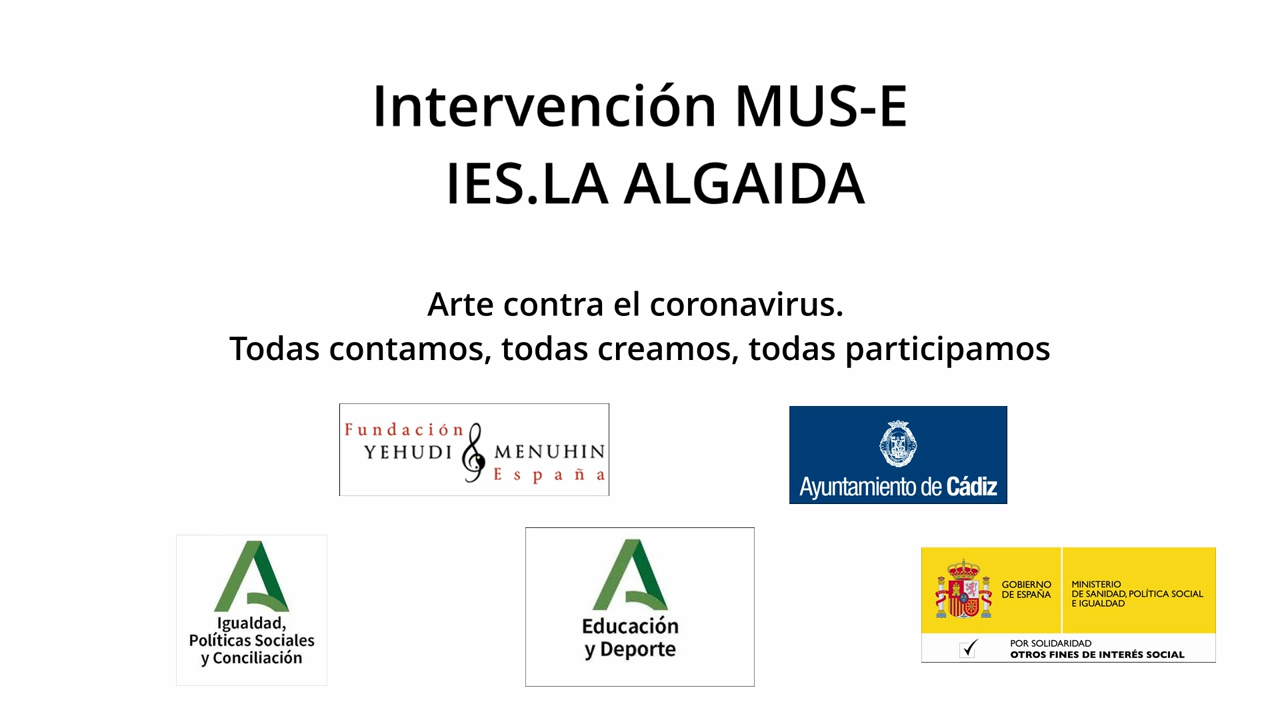 Intervención MUS-E
IES.LA ALGAIDA
Arte contra el coronavirus.
Todas contamos, todas creamos, todas participamos
Fundación
YEHUDI MENUHIN
España
Ayuntamiento de Cádiz
Igualdad,
Políticas Sociales
y Conciliación
Educación
y Deporte
GOBIERNO
DE ESPAÑA
MINISTERIO
DE SANIDAD, POLÍTICA SOCIAL
E IGUALDAD
POR SOLIDARIDAD
OTROS FINES DE INTERÉS SOCIAL